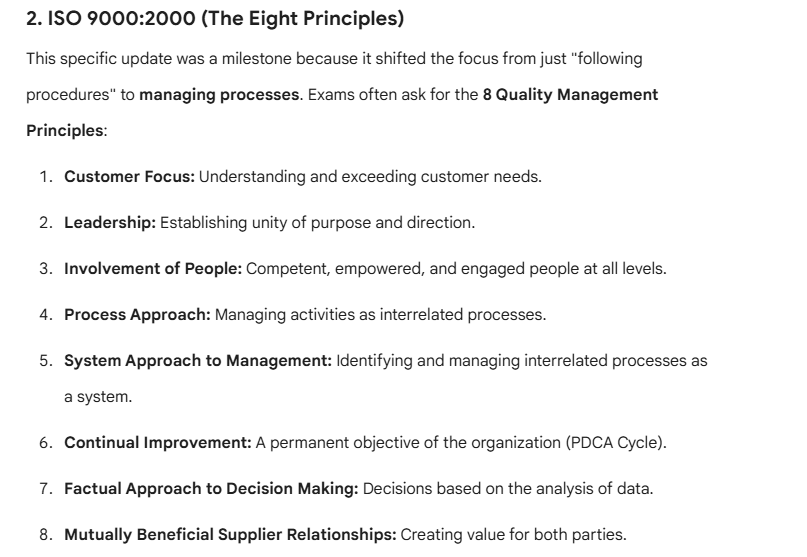 2. ISO 9000:2000 (The Eight Principles)
This specific update was a milestone because it shifted the focus from just "following
procedures" to managing processes. Exams often ask for the 8 Quality Management
Principles:
1. Customer Focus: Understanding and exceeding customer needs.
2. Leadership: Establishing unity of purpose and direction.
3. Involvement of People: Competent, empowered, and engaged people at all levels.
4. Process Approach: Managing activities as interrelated processes.
5. System Approach to Management: Identifying and managing interrelated processes as
a system.
6. Continual Improvement: A permanent objective of the organization (PDCA Cycle).
7. Factual Approach to Decision Making: Decisions based on the analysis of data.
8. Mutually Beneficial Supplier Relationships: Creating value for both parties.